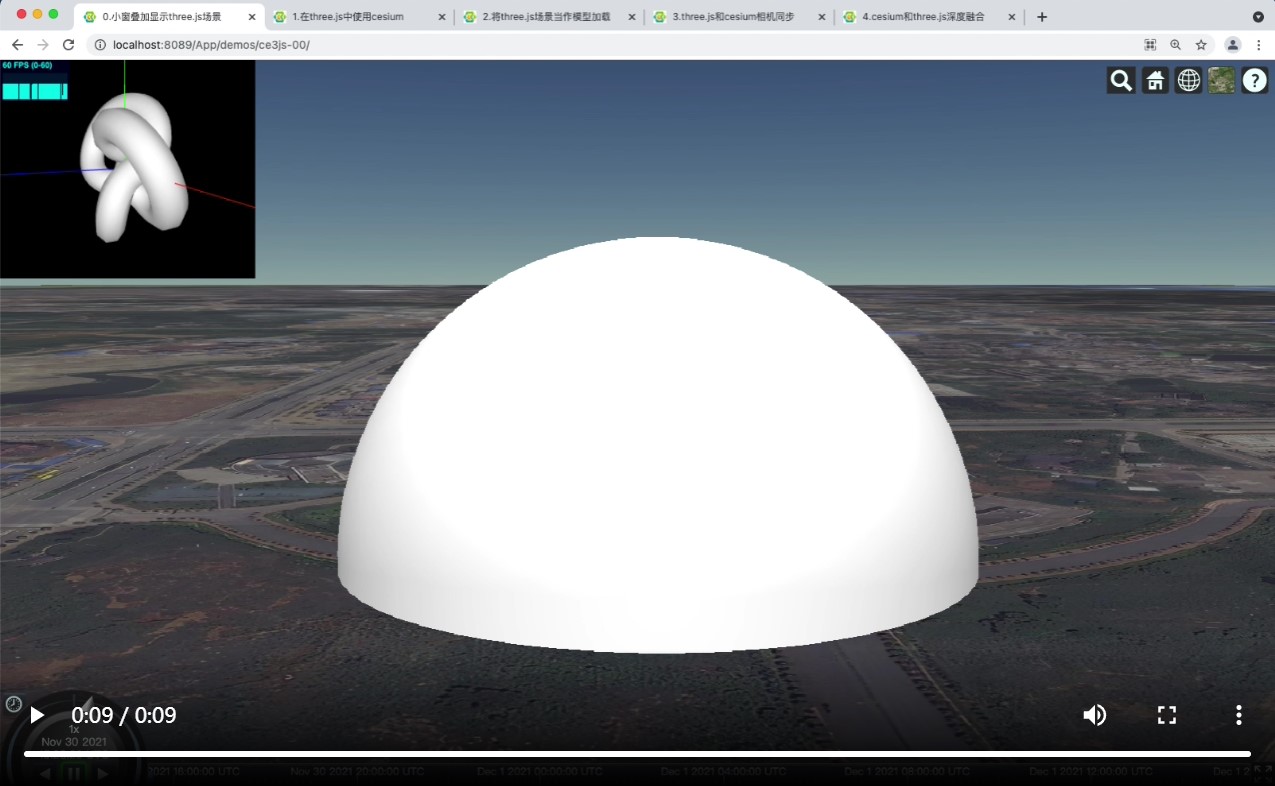 0.小窗叠加显示three.js场景
1.在three.js中使用cesium
2.将three.js场景当作模型加载
3.three.js和cesium相机同步
4.cesium和three.js深度融合
localhost:8089/App/demos/ce3js-00/
60 FPS (0-60)
?
0:09 / 0:09
1x
Nov 30 2021
2021 16:00:00 UTC
Nov 30 2021 20:00:00 UTC
Dec 1 2021 00:00:00 UTC
Dec 1 2021 04:00:00 UTC
Dec 1 2021 08:00:00 UTC
Dec 1 2021 12:00:00 UTC
Dec 1 2